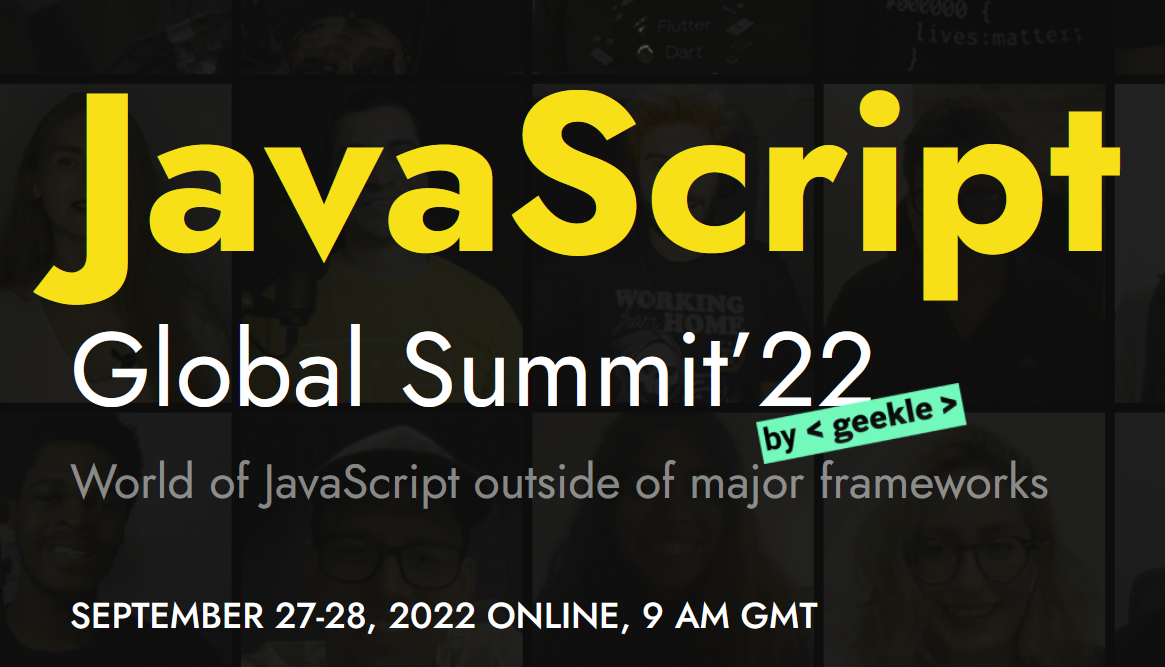 Flutter
Dart
#000000 {
lives:matter;
}
JavaScript
WORKING
from HOME
Global Summit’22
by < geekle >
World of JavaScript outside of major frameworks
SEPTEMBER 27-28, 2022 ONLINE, 9 AM GMT